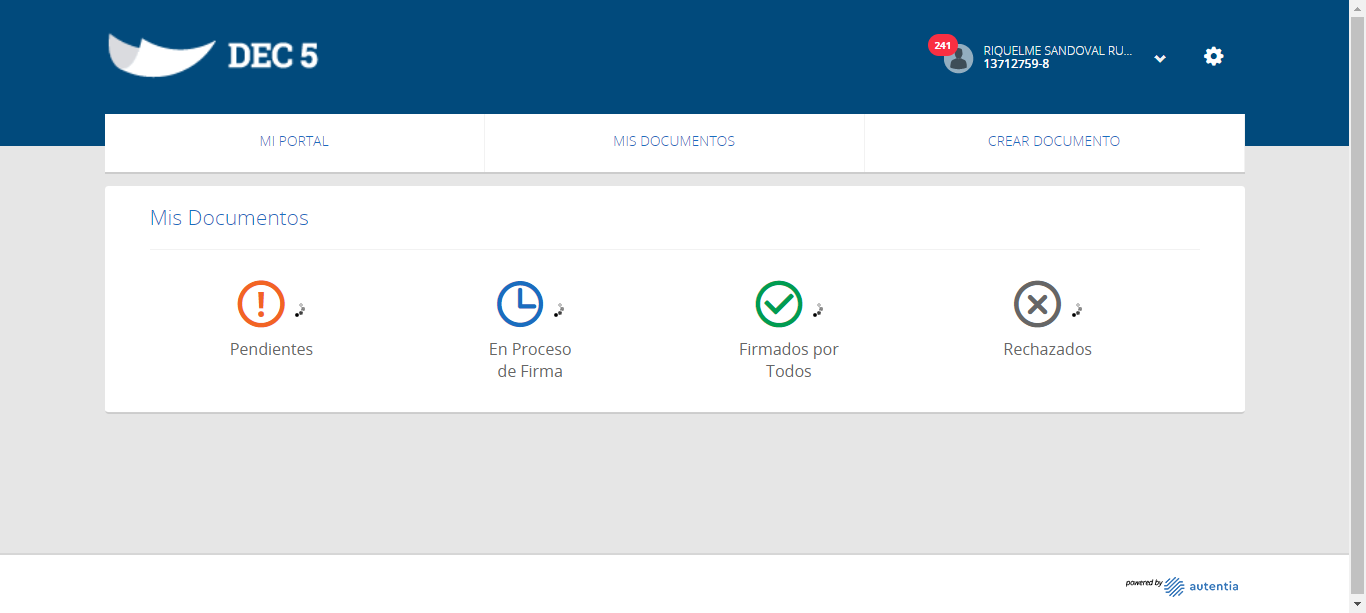 DEC 5
241
RIQUELME SANDOVAL RU...
13712759-8
MI PORTAL
MIS DOCUMENTOS
CREAR DOCUMENTO
Mis Documentos
Pendientes
En Proceso
de Firma
Firmados por
Todos
Rechazados
powered by autentia